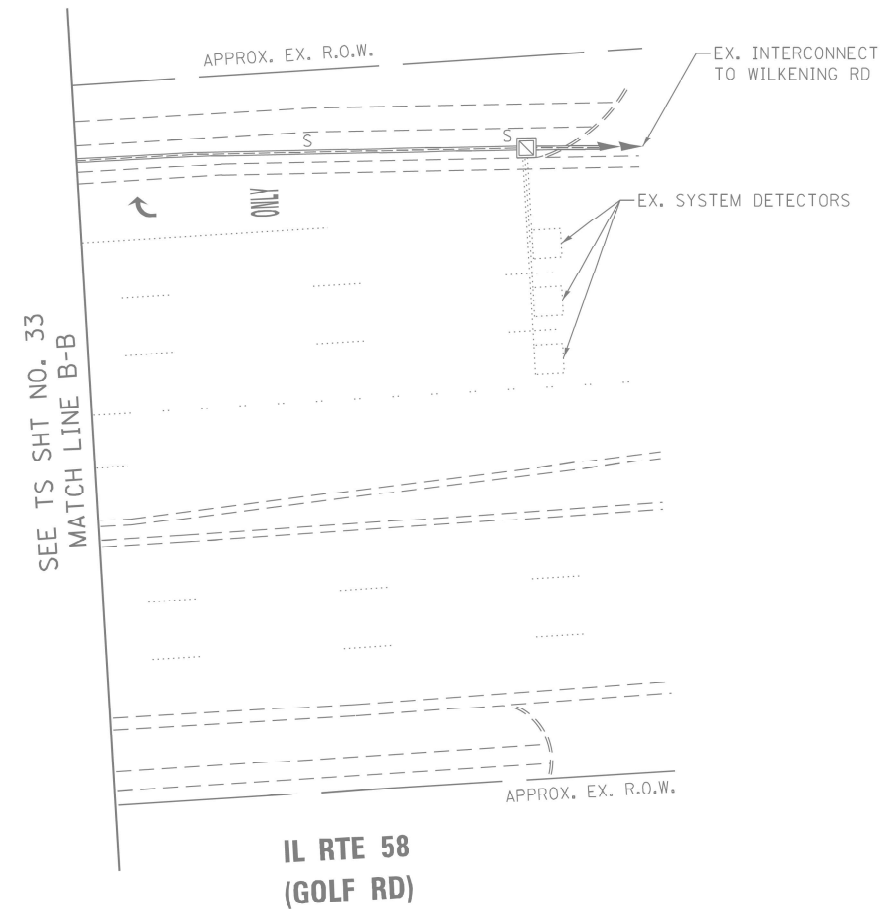 APPROX. EX. R.O.W.
EX. INTERCONNECT
TO WILKENING RD
S
S
ONLY
EX. SYSTEM DETECTORS
SEE TS SHT NO. 33
MATCH LINE B-B
APPROX. EX. R.O.W.
IL RTE 58
(GOLF RD)